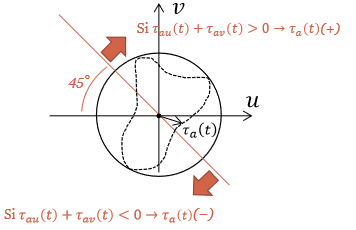 v
Si τₐᵤ(t) + τₐᵥ(t) > 0 → τₐ(t)(+)
45°
u
τₐ(t)
Si τₐᵤ(t) + τₐᵥ(t) < 0 → τₐ(t)(−)